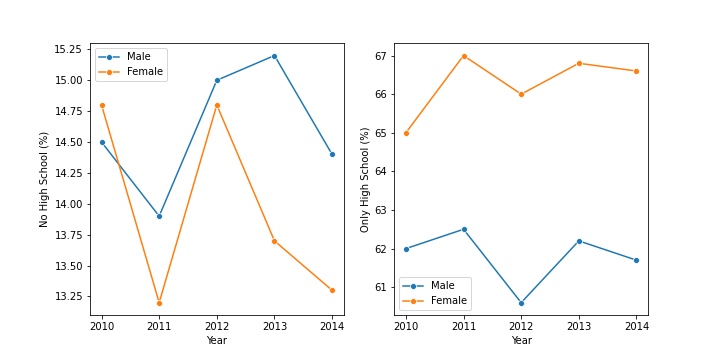 No High School (%)
15.25
15.00
14.75
14.50
14.25
14.00
13.75
13.50
13.25
Male
Female
2010 2011 2012 2013 2014
Year
Only High School (%)
67
66
65
64
63
62
61
Male
Female
2010 2011 2012 2013 2014
Year